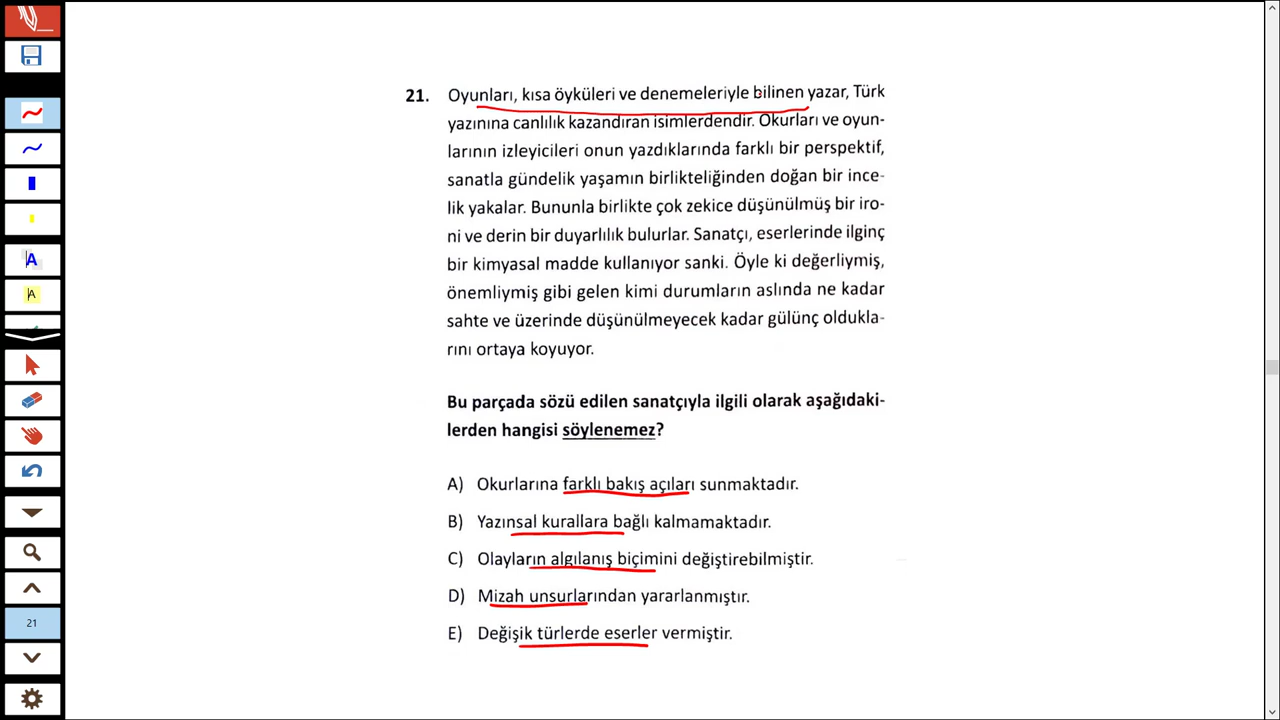 21. Oyunları, kısa öyküleri ve denemeleriyle bilinen yazar, Türk
yazınına canlılık kazandıran isimlerdendir. Okurları ve oyun-
larının izleyicileri onun yazdıklarında farklı bir perspektif,
sanatla gündelik yaşamın birlikteliğinden doğan bir ince-
lik yakalar. Bununla birlikte çok zekice düşünülmüş bir iro-
ni ve derin bir duyarlılık bulurlar. Sanatçı, eserlerinde ilginç
bir kimyasal madde kullanıyor sanki. Öyle ki değerliymiş,
önemliymiş gibi gelen kimi durumların aslında ne kadar
sahte ve üzerinde düşünülmeyecek kadar gülünç oldukla-
rını ortaya koyuyor.
Bu parçada sözü edilen sanatçıyla ilgili olarak aşağıdaki-
lerden hangisi söylenemez?
A) Okurlarına farklı bakış açıları sunmaktadır.
B) Yazınsal kurallara bağlı kalmamaktadır.
C) Olayların algılanış biçimini değiştirebilmiştir.
D) Mizah unsurlarından yararlanmıştır.
E) Değişik türlerde eserler vermiştir.
A
A
21